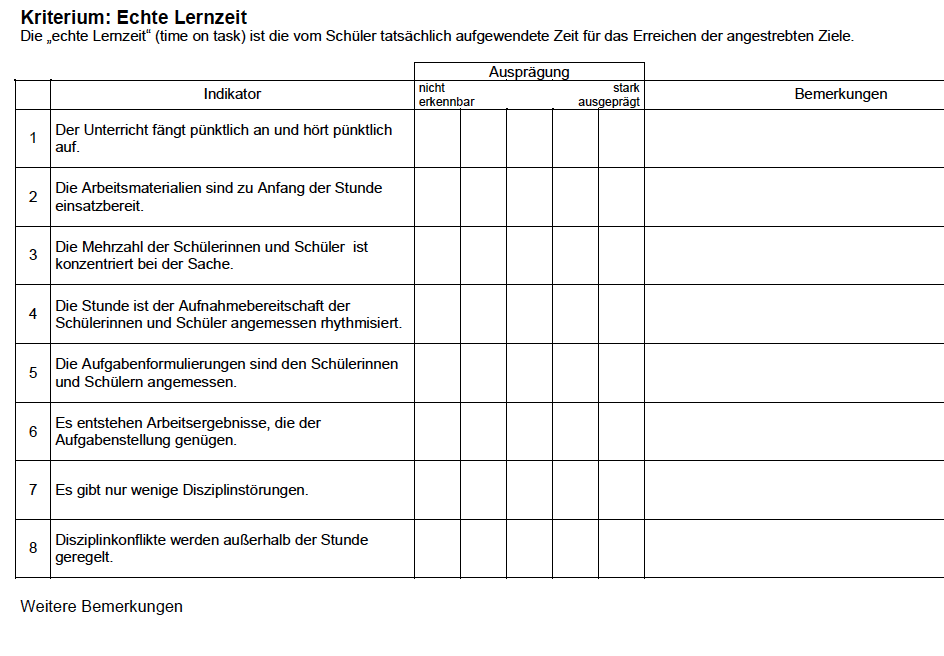 Kriterium: Echte Lernzeit
Die „echte Lernzeit“ (time on task) ist die vom Schüler tatsächlich aufgewendete Zeit für das Erreichen der angestrebten Ziele.
Ausprägung
Indikator
nicht
erkennbar
stark
ausgeprägt
Bemerkungen
1
Der Unterricht fängt pünktlich an und hört pünktlich
auf.
2
Die Arbeitsmaterialien sind zu Anfang der Stunde
einsatzbereit.
3
Die Mehrzahl der Schülerinnen und Schüler ist
konzentriert bei der Sache.
4
Die Stunde ist der Aufnahmebereitschaft der
Schülerinnen und Schüler angemessen rhythmisiert.
5
Die Aufgabenformulierungen sind den Schülerinnen
und Schülern angemessen.
6
Es entstehen Arbeitsergebnisse, die der
Aufgabenstellung genügen.
7
Es gibt nur wenige Disziplinstörungen.
8
Disziplinkonflikte werden außerhalb der Stunde
geregelt.
Weitere Bemerkungen